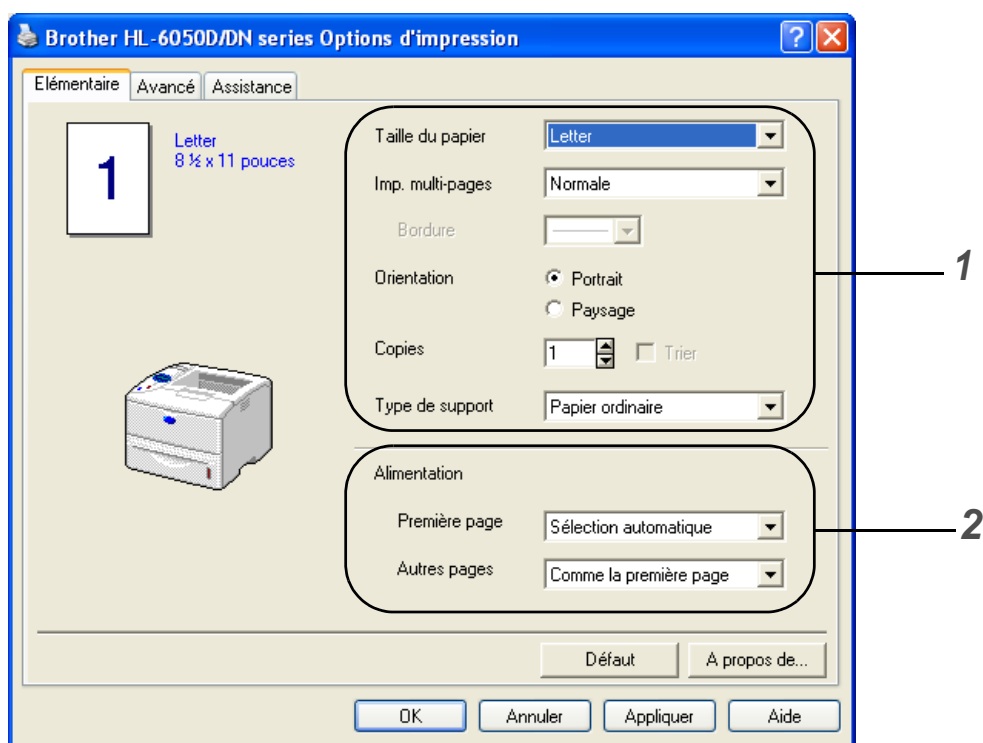 Brother HL-6050D/DN series Options d'impression
Elémentaire Avancé Assistance
1
Letter
8 ½ x 11 pouces
Taille du papier Letter
Imp. multi-pages Normale
Bordure
Orientation Portrait
Paysage
Copies 1 Trier
Type de support Papier ordinaire
1
Alimentation
Première page Sélection automatique
Autres pages Comme la première page
2
Défaut A propos de...
OK Annuler Appliquer Aide